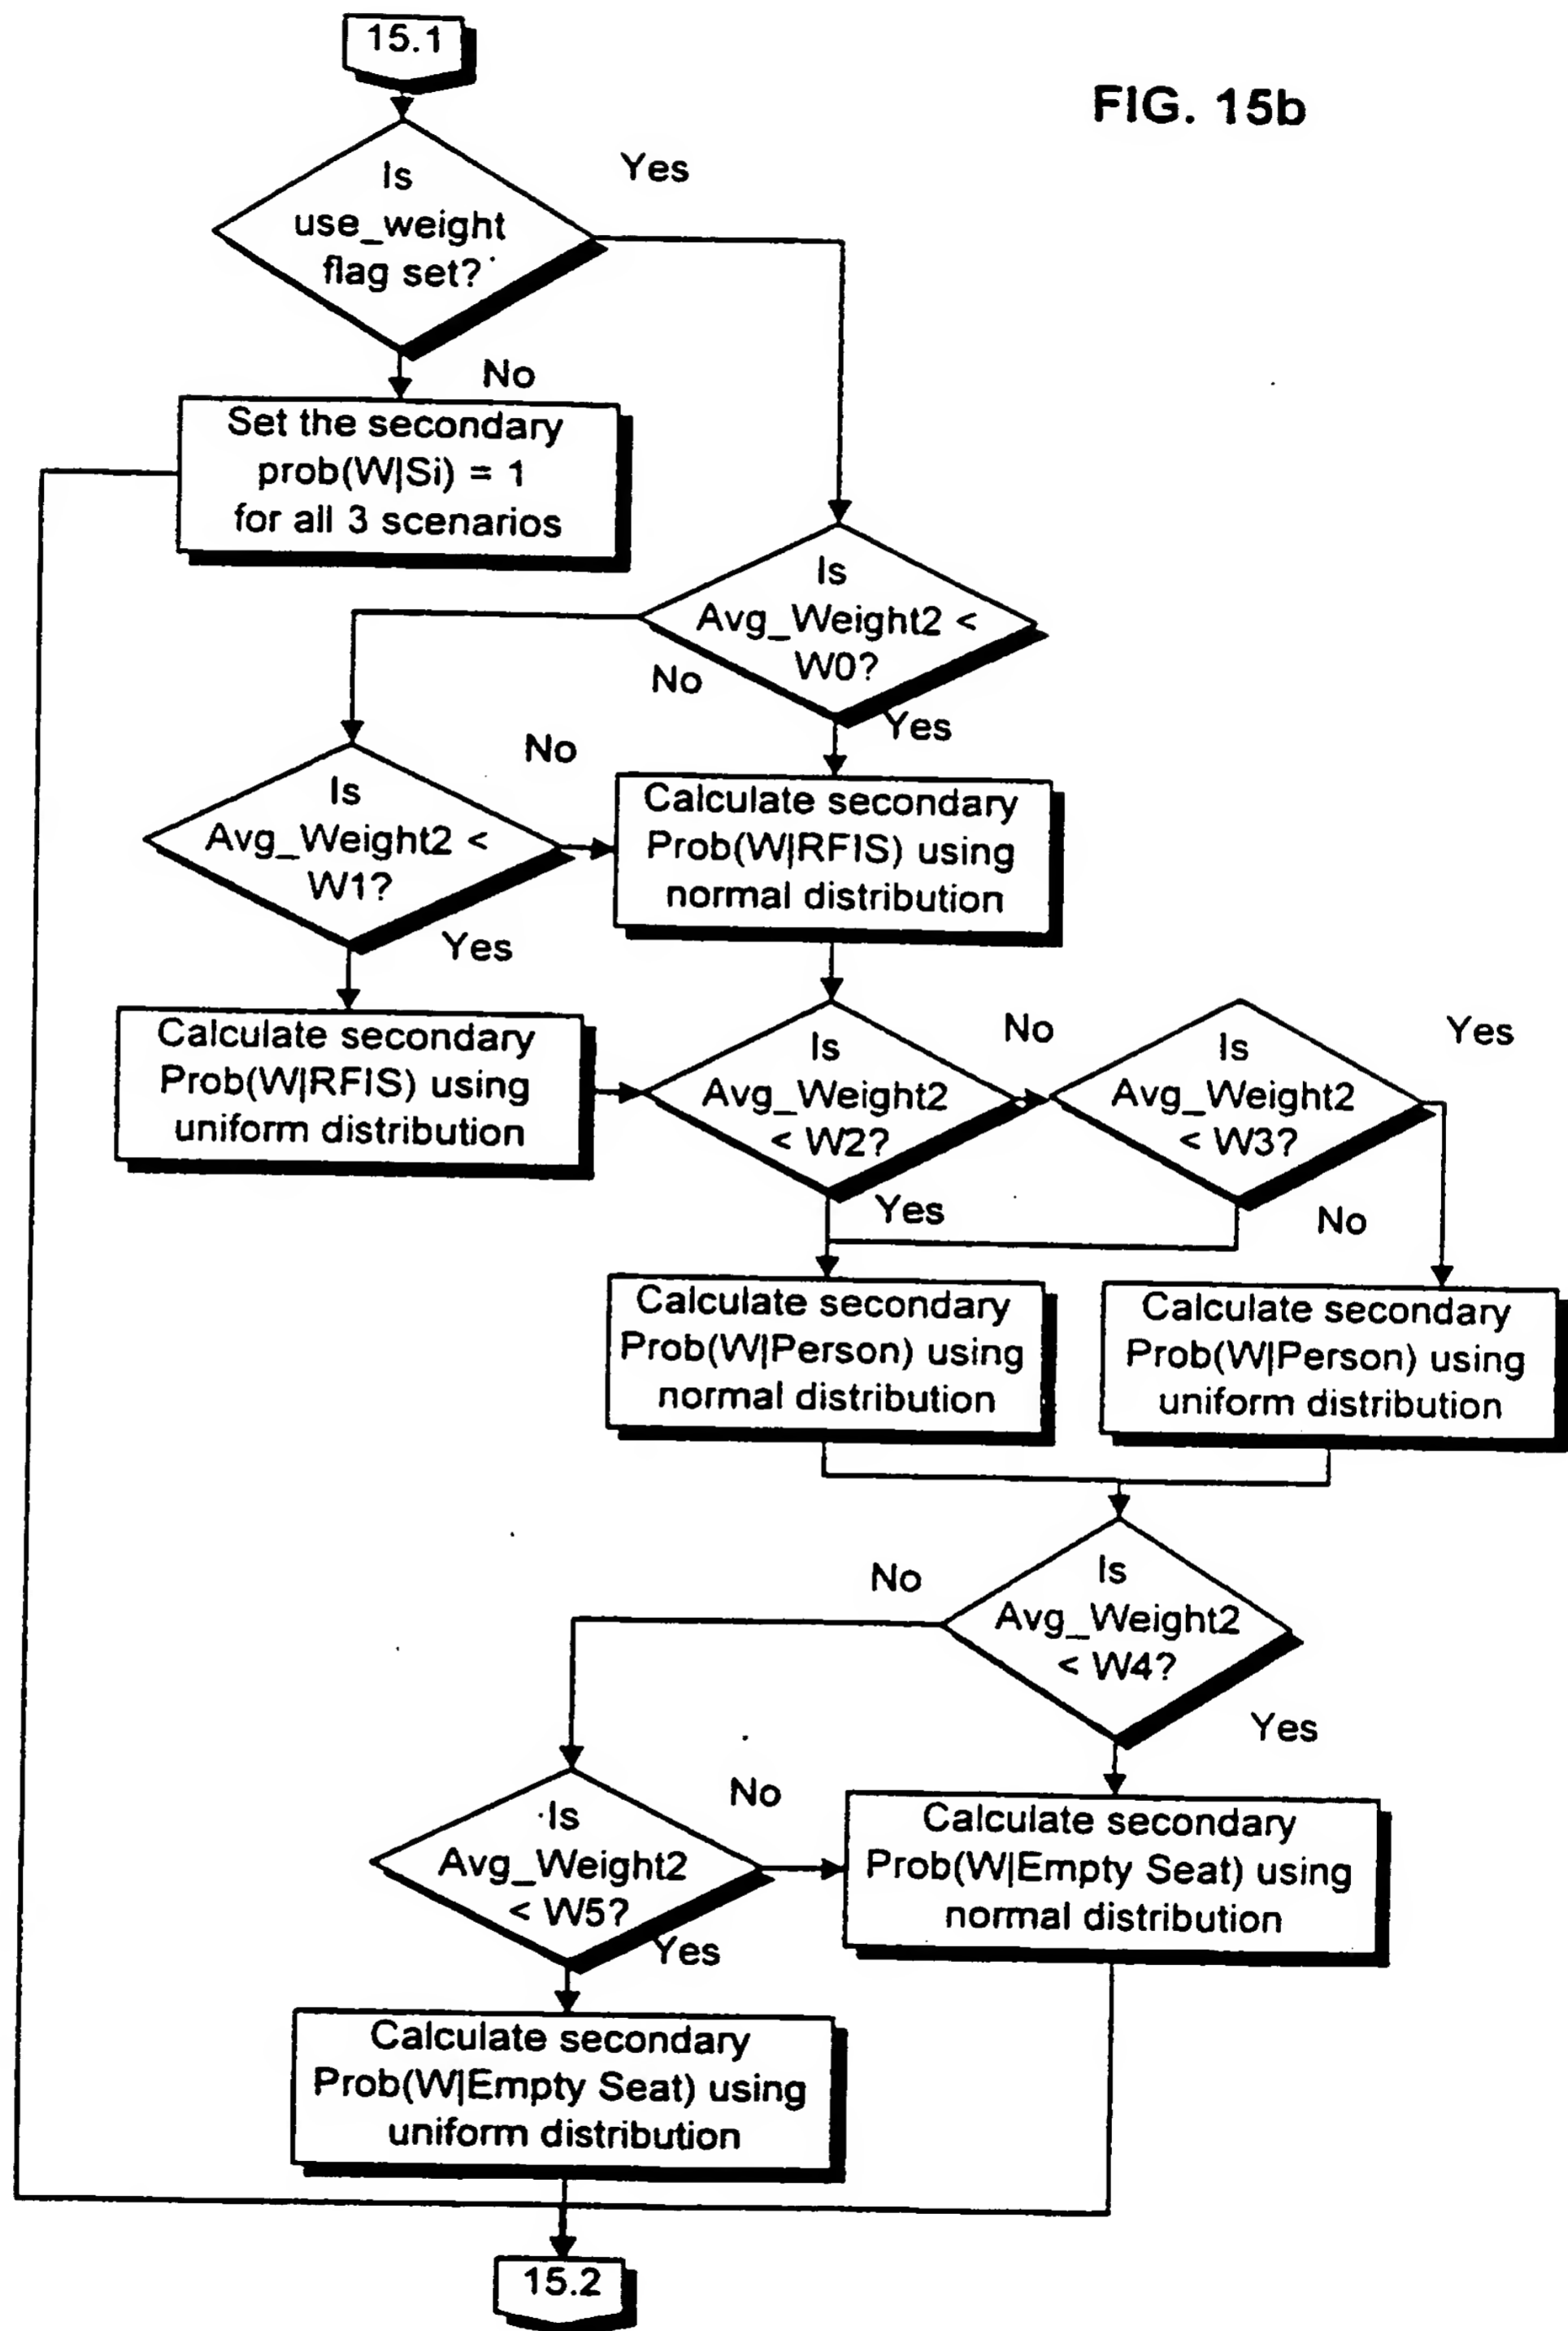 15.1
FIG. 15b
Is
use_weight
flag set?
Yes
No
Set the secondary
prob(W|Si) = 1
for all 3 scenarios
Is
Avg_Weight2 <
W0?
No
Yes
Is
Avg_Weight2 <
W1?
No
Yes
Calculate secondary
Prob(W|RFIS) using
normal distribution
Calculate secondary
Prob(W|RFIS) using
uniform distribution
Is
Avg_Weight2
< W2?
No
Yes
Is
Avg_Weight2
< W3?
Yes
No
Calculate secondary
Prob(W|Person) using
normal distribution
Calculate secondary
Prob(W|Person) using
uniform distribution
Is
Avg_Weight2
< W4?
No
Yes
Is
Avg_Weight2
< W5?
No
Yes
Calculate secondary
Prob(W|Empty Seat) using
normal distribution
Calculate secondary
Prob(W|Empty Seat) using
uniform distribution
15.2